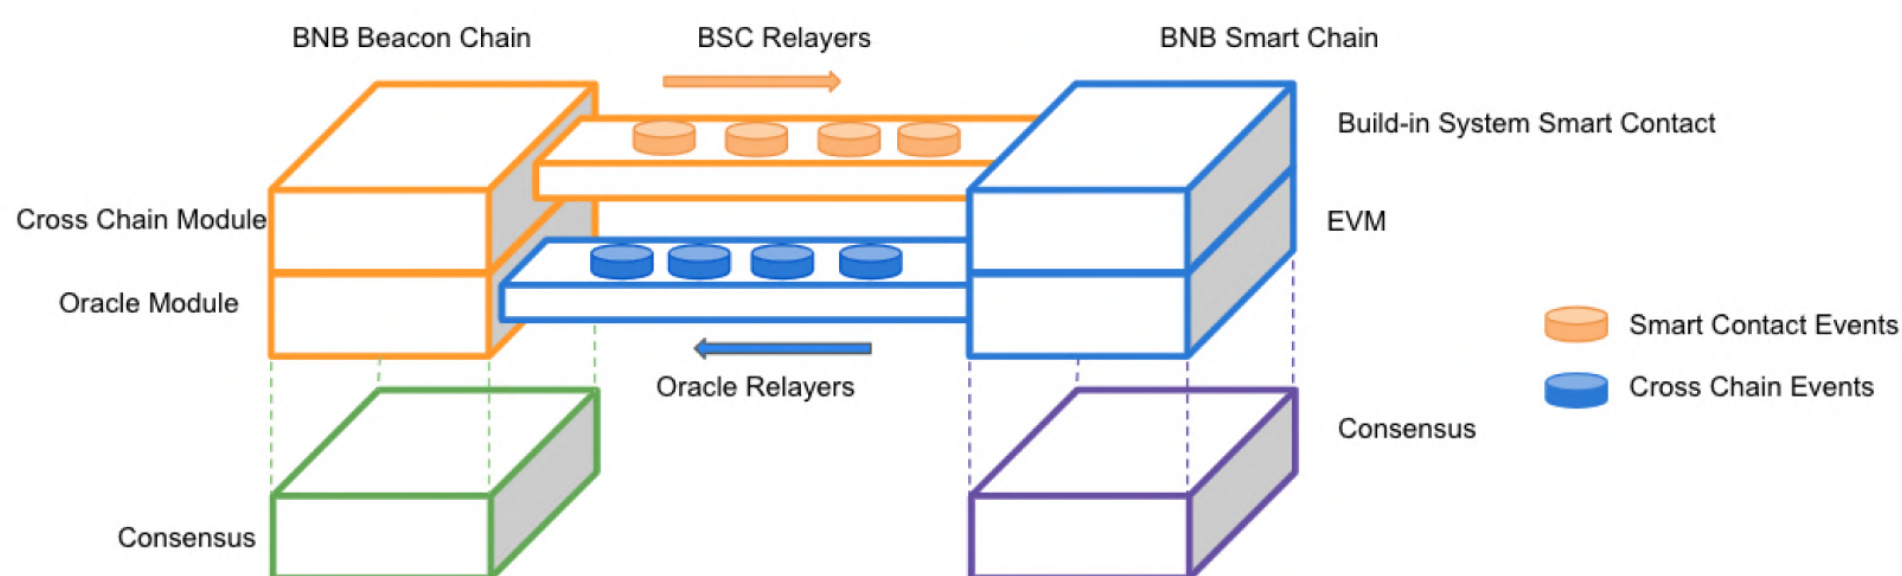 BNB Beacon Chain
BSC Relayers
BNB Smart Chain
Build-in System Smart Contact
Cross Chain Module
EVM
Oracle Module
Smart Contact Events
Oracle Relayers
Cross Chain Events
Consensus
Consensus